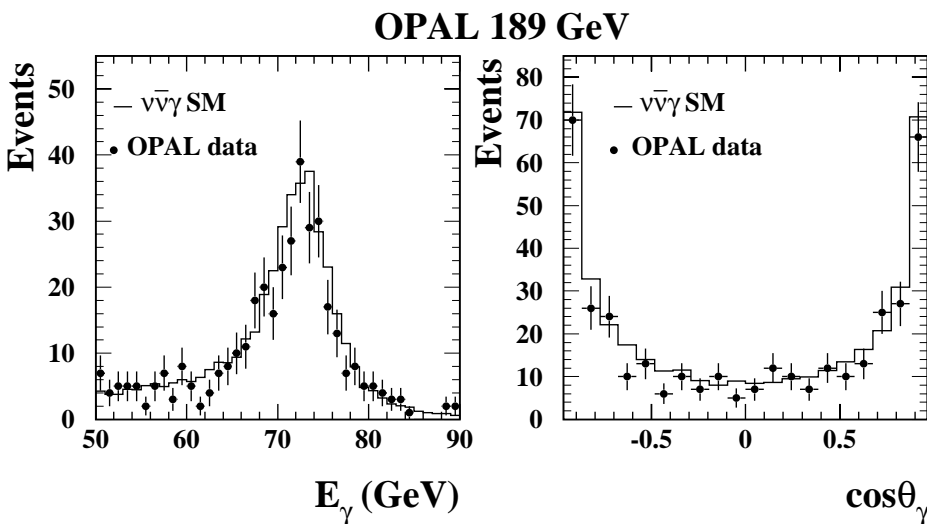 OPAL 189 GeV
Events
50
40
30
20
10
0
50 60 70 80 90
E_γ (GeV)
— νν̄γ SM
• OPAL data
Events
80
70
60
50
40
30
20
10
0
-0.5 0 0.5
cosθ_γ
— νν̄γ SM
• OPAL data